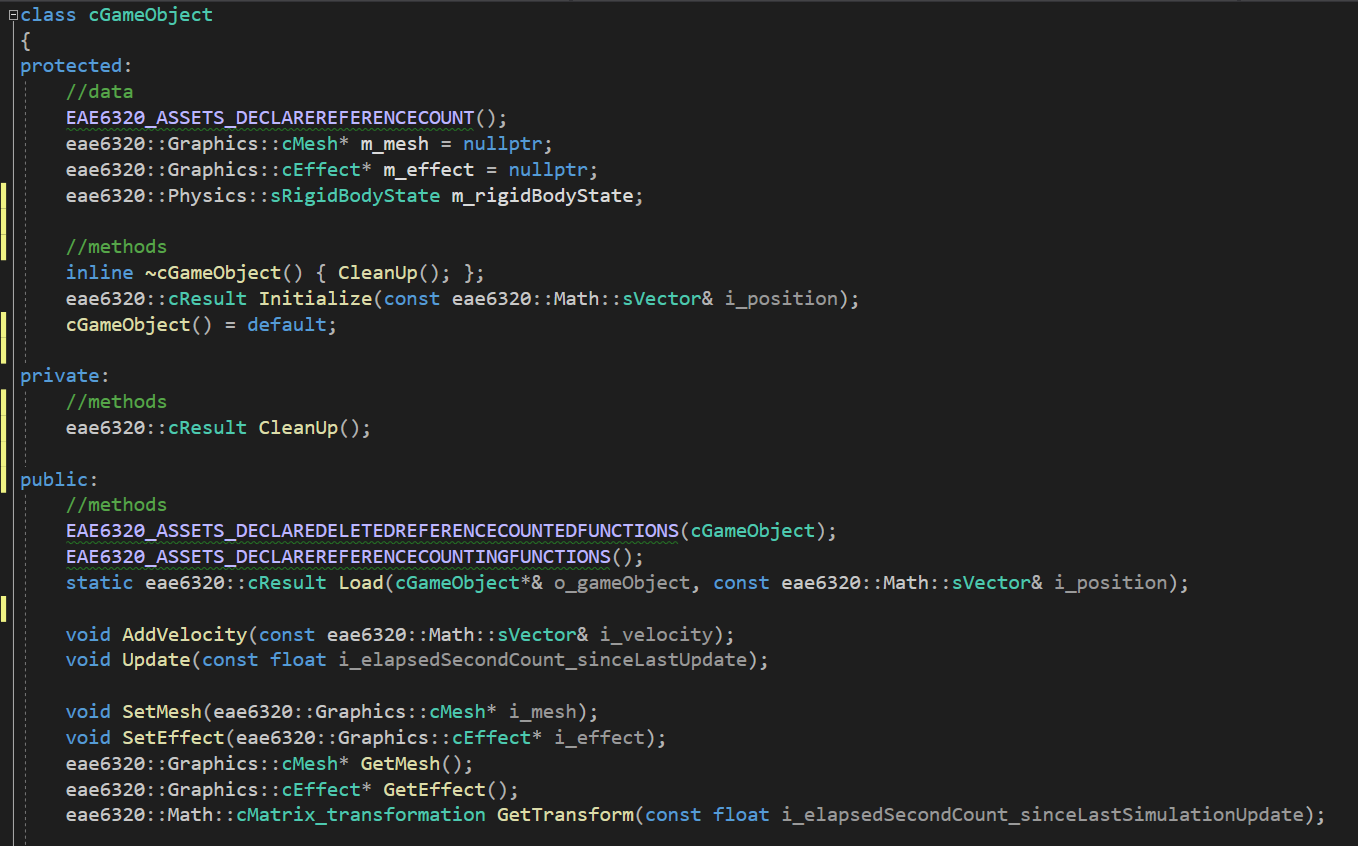 class cGameObject
{
protected:
//data
EAE6320_ASSETS_DECLAREREFERENCECOUNT();
eae6320::Graphics::cMesh* m_mesh = nullptr;
eae6320::Graphics::cEffect* m_effect = nullptr;
eae6320::Physics::sRigidBodyState m_rigidBodyState;
//methods
inline ~cGameObject() { CleanUp(); };
eae6320::cResult Initialize(const eae6320::Math::sVector& i_position);
cGameObject() = default;
private:
//methods
eae6320::cResult CleanUp();
public:
//methods
EAE6320_ASSETS_DECLAREDELETEDREFERENCECOUNTEDFUNCTIONS(cGameObject);
EAE6320_ASSETS_DECLAREREFERENCECOUNTINGFUNCTIONS();
static eae6320::cResult Load(cGameObject*& o_gameObject, const eae6320::Math::sVector& i_position);
void AddVelocity(const eae6320::Math::sVector& i_velocity);
void Update(const float i_elapsedSecondCount_sinceLastUpdate);
void SetMesh(eae6320::Graphics::cMesh* i_mesh);
void SetEffect(eae6320::Graphics::cEffect* i_effect);
eae6320::Graphics::cMesh* GetMesh();
eae6320::Graphics::cEffect* GetEffect();
eae6320::Math::cMatrix_transformation GetTransform(const float i_elapsedSecondCount_sinceLastSimulationUpdate);